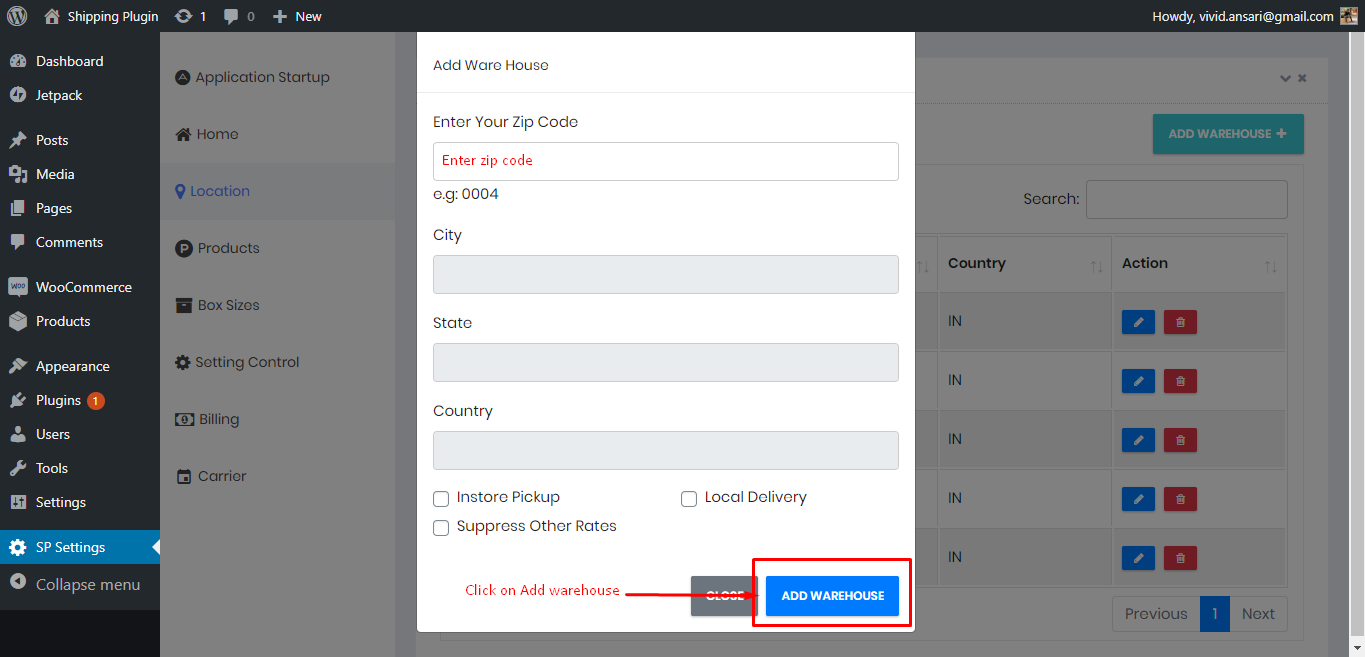 Shipping Plugin 1 0 New Howdy, vivid.ansari@gmail.com
Dashboard
Jetpack
Posts
Media
Pages
Comments
WooCommerce
Products
Appearance
Plugins 1
Users
Tools
Settings
SP Settings
Collapse menu
Application Startup
Home
Location
Products
Box Sizes
Setting Control
Billing
Carrier
Add Ware House
Enter Your Zip Code
Enter zip code
e.g: 0004
City
State
Country
Instore Pickup Local Delivery
Suppress Other Rates
Click on Add warehouse
CLOSE ADD WAREHOUSE
ADD WAREHOUSE
Search:
Country Action
IN
IN
IN
IN
IN
Previous 1 Next